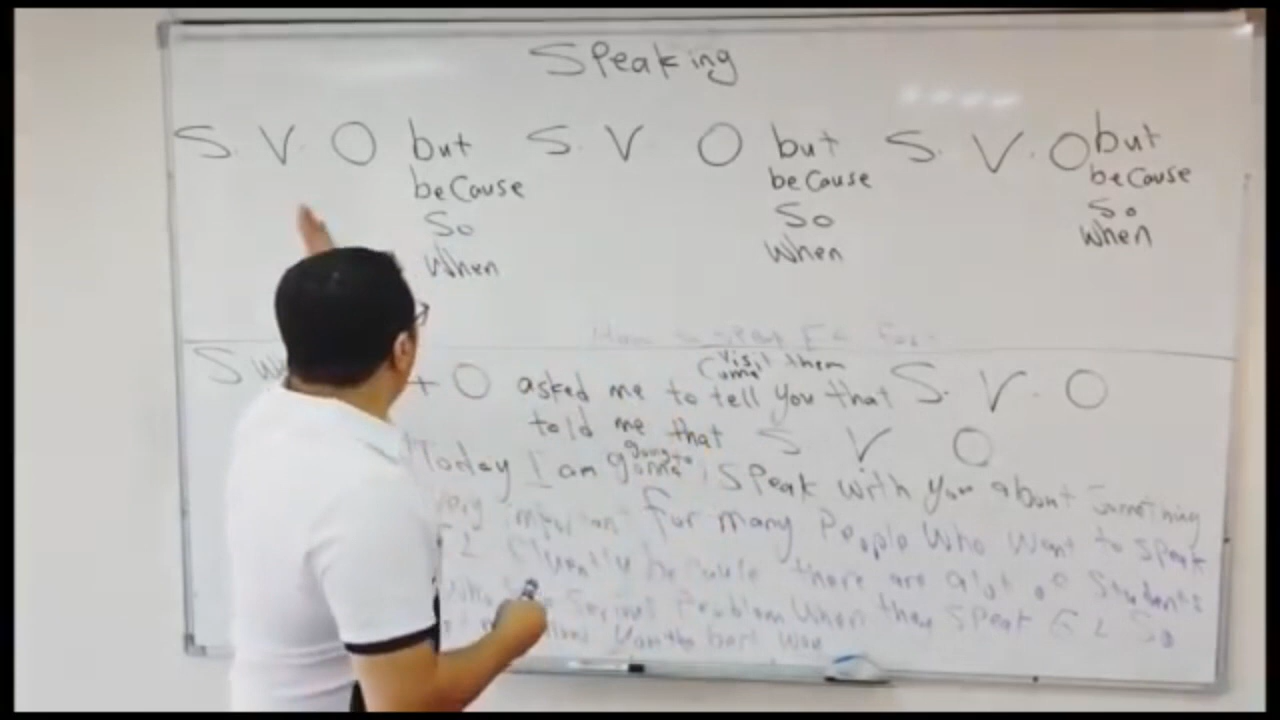 Speaking
S. V. O but S. V O but S. V. O but
because because because
So So So
When When When
S
+ O asked me to tell you that S. V. O
visit them
Come
told me that S V O
Today I am gonna speak with you about Something
going to
important for many People Who Want to speak
because there are alot of Students
Serious Problem When they speak E L So